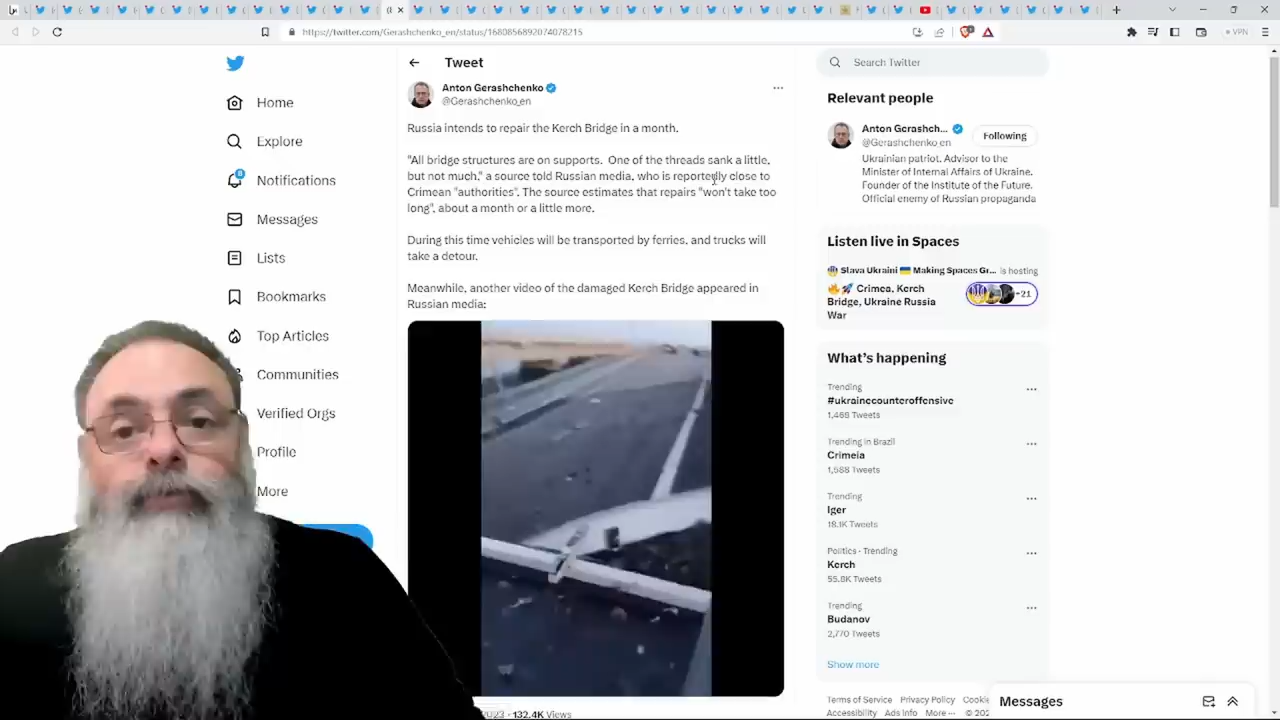 https://twitter.com/Gerashchenko_en/status/1680856892074078215
VPN
Home
Explore
8
Notifications
Messages
Lists
Bookmarks
Top Articles
Communities
Verified Orgs
Profile
More
Tweet
Anton Gerashchenko
@Gerashchenko_en
Russia intends to repair the Kerch Bridge in a month.
"All bridge structures are on supports. One of the threads sank a little,
but not much," a source told Russian media, who is reportedly close to
Crimean "authorities". The source estimates that repairs "won't take too
long", about a month or a little more.
During this time vehicles will be transported by ferries, and trucks will
take a detour.
Meanwhile, another video of the damaged Kerch Bridge appeared in
Russian media:
2023 · 132.4K Views
Search Twitter
Relevant people
Anton Gerashch...
@Gerashchenko_en
Following
Ukrainian patriot. Advisor to the
Minister of Internal Affairs of Ukraine.
Founder of the Institute of the Future.
Official enemy of Russian propaganda
Listen live in Spaces
Slava Ukraini 🇺🇦 Making Spaces Gr... is hosting
🔥🚀 Crimea, Kerch
Bridge, Ukraine Russia
War
+21
What's happening
Trending
#ukrainecounteroffensive
1,468 Tweets
Trending in Brazil
Crimeia
1,588 Tweets
Trending
Iger
18.1K Tweets
Politics · Trending
Kerch
55.8K Tweets
Trending
Budanov
2,770 Tweets
Show more
Terms of Service Privacy Policy Cookie
Accessibility Ads Info More ··· © 202
Messages